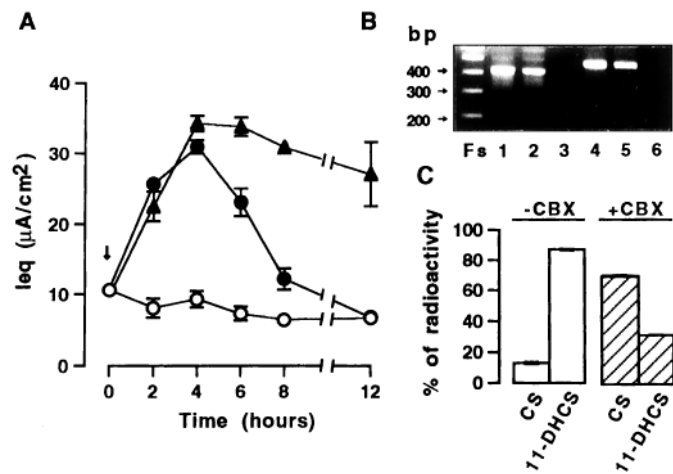 A
Ieq (µA/cm2)
40
30
20
10
0
0 2 4 6 8 12
Time (hours)
B
bp
400
300
200
Fs 1 2 3 4 5 6
C
-CBX +CBX
% of radioactivity
100
80
60
40
20
0
CS 11-DHCS CS 11-DHCS